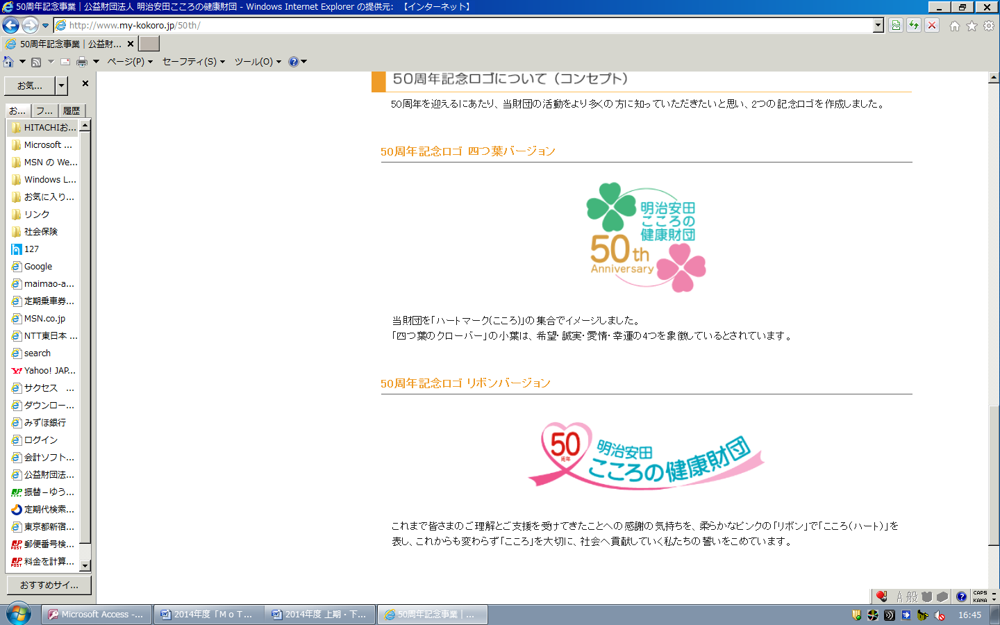 50周年記念事業 | 公益財団法人 明治安田こころの健康財団 - Windows Internet Explorer の提供元: 【インターネット】
http://www.my-kokoro.jp/50th/
50周年記念事業 | 公益財...
ページ(P)
セーフティ(S)
ツール(O)
お気...
お...
フ...
履歴
HITACHIお...
Microsoft ...
MSN の We...
Windows L...
お気に入り...
リンク
社会保険
127
Google
maimao-a...
定期乗車券...
MSN.co.jp
NTT東日本 ...
search
Yahoo! JAP...
サクセス ...
ダウンロー...
みずほ銀行
ログイン
会計ソフト...
公益財団法...
振替－ゆう...
定期代検索...
東京都新宿...
郵便番号検...
料金を計算...
おすすめサイ...
50周年記念ロゴについて（コンセプト）
50周年を迎えるにあたり、当財団の活動をより多くの方に知っていただきたいと思い、2つの記念ロゴを作成しました。
50周年記念ロゴ 四つ葉バージョン
明治安田
こころの
健康財団
50th
Anniversary
当財団を「ハートマーク(こころ)」の集合でイメージしました。
「四つ葉のクローバー」の小葉は、希望・誠実・愛情・幸運の4つを象徴しているとされています。
50周年記念ロゴ リボンバージョン
50
周年
明治安田
こころの健康財団
これまで皆さまのご理解とご支援を受けてきたことへの感謝の気持ちを、柔らかなピンクの「リボン」で「こころ（ハート）」を
表し、これからも変わらず「こころ」を大切に、社会へ貢献していく私たちの誓いをこめています。
A 般
CAPS
KANA
Microsoft Access -...
2014年度「ＭｏＴ...
2014年度 上期・下...
50周年記念事業 | ...
16:45